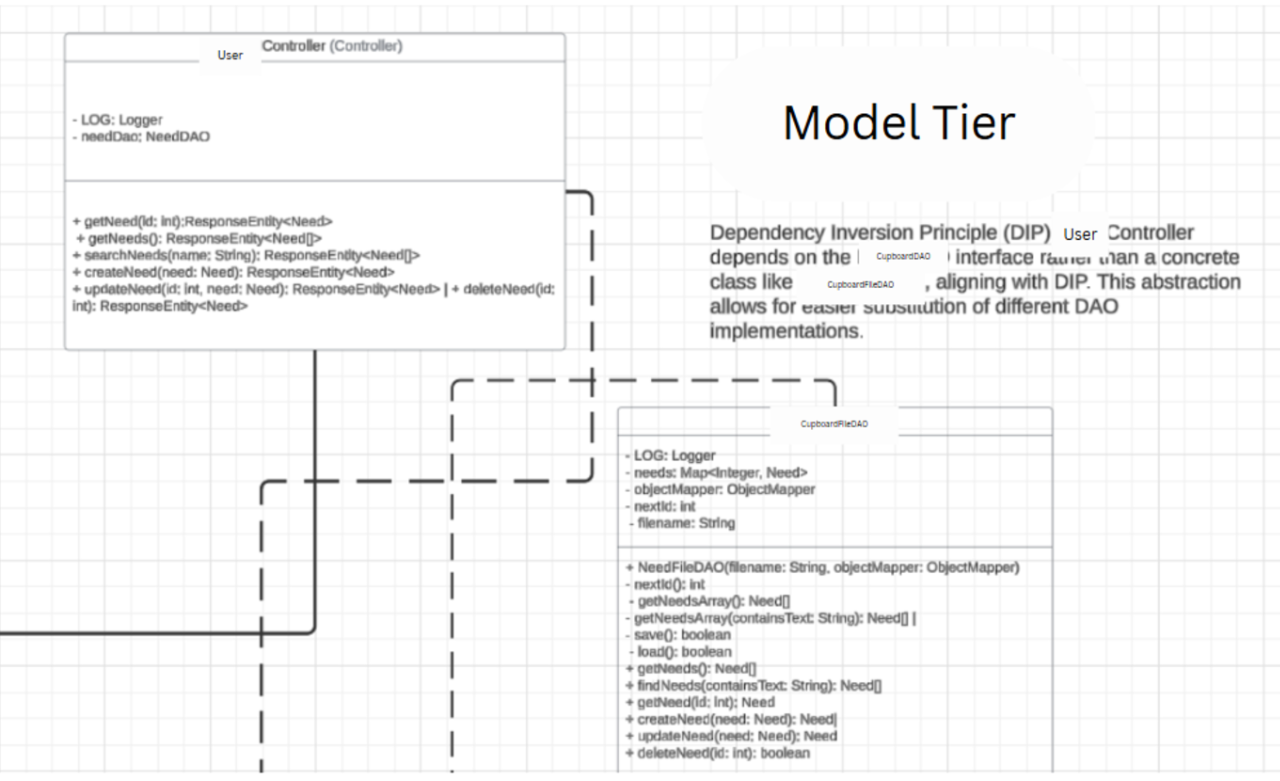 User Controller (Controller)
- LOG: Logger
- needDao: NeedDAO
+ getNeed(id: int):ResponseEntity<Need>
+ getNeeds(): ResponseEntity<Need[]>
+ searchNeeds(name: String): ResponseEntity<Need[]>
+ createNeed(need: Need): ResponseEntity<Need>
+ updateNeed(id: int, need: Need): ResponseEntity<Need> | + deleteNeed(id:
int): ResponseEntity<Need>
Model Tier
Dependency Inversion Principle (DIP) User Controller
depends on the CupboardDAO interface rather than a concrete
class like CupboardFileDAO , aligning with DIP. This abstraction
allows for easier substitution of different DAO
implementations.
CupboardFileDAO
- LOG: Logger
- needs: Map<Integer, Need>
- objectMapper: ObjectMapper
- nextId: int
- filename: String
+ NeedFileDAO(filename: String, objectMapper: ObjectMapper)
- nextId(): int
- getNeedsArray(): Need[]
- getNeedsArray(containsText: String): Need[] |
- save(): boolean
- load(): boolean
+ getNeeds(): Need[]
+ findNeeds(containsText: String): Need[]
+ getNeed(id: int): Need
+ createNeed(need: Need): Need|
+ updateNeed(need: Need): Need
+ deleteNeed(id: int): boolean